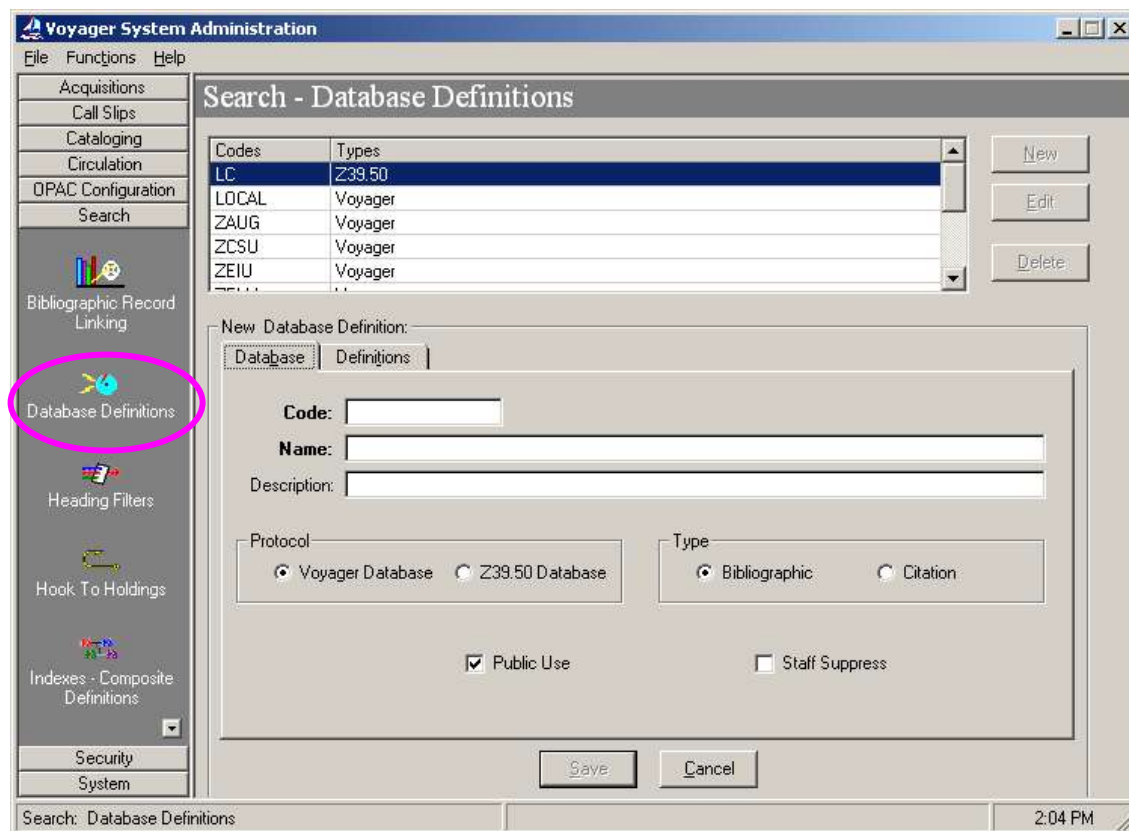 Voyager System Administration
File Functions Help
Acquisitions
Call Slips
Cataloging
Circulation
OPAC Configuration
Search
Bibliographic Record
Linking
Database Definitions
Heading Filters
Hook To Holdings
Indexes - Composite
Definitions
Security
System
Search - Database Definitions
Codes Types
LC Z39.50
LOCAL Voyager
ZAUG Voyager
ZCSU Voyager
ZEIU Voyager
New
Edit
Delete
New Database Definition:
Database Definitions
Code:
Name:
Description:
Protocol Type
Voyager Database Z39.50 Database Bibliographic Citation
Public Use Staff Suppress
Save Cancel
Search: Database Definitions 2:04 PM